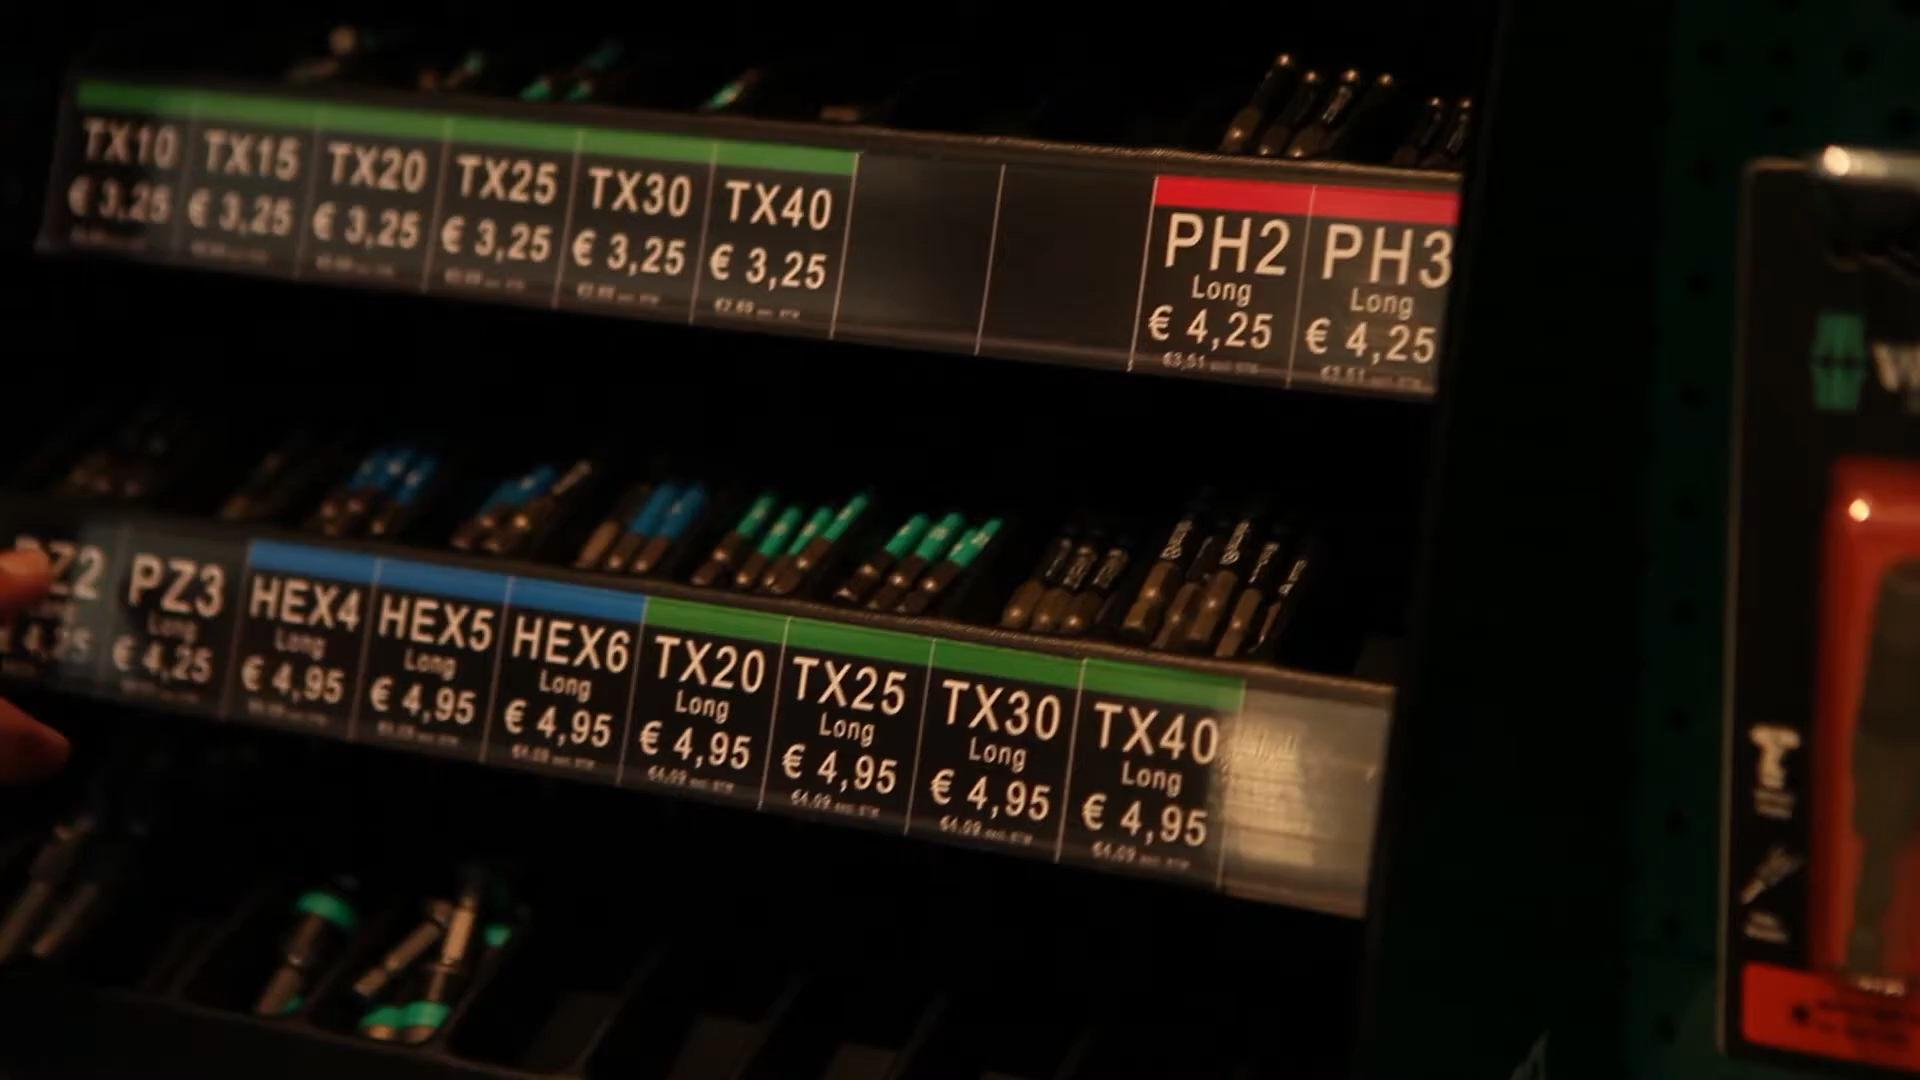 TX10 TX15 TX20 TX25 TX30 TX40
€ 3,25 € 3,25 € 3,25 € 3,25 € 3,25 € 3,25
PH2 PH3
Long Long
€ 4,25 € 4,25
PZ2 PZ3 HEX4 HEX5 HEX6 TX20 TX25 TX30 TX40
Long Long Long Long Long Long Long Long
€ 4,25 € 4,25 € 4,95 € 4,95 € 4,95 € 4,95 € 4,95 € 4,95 € 4,95